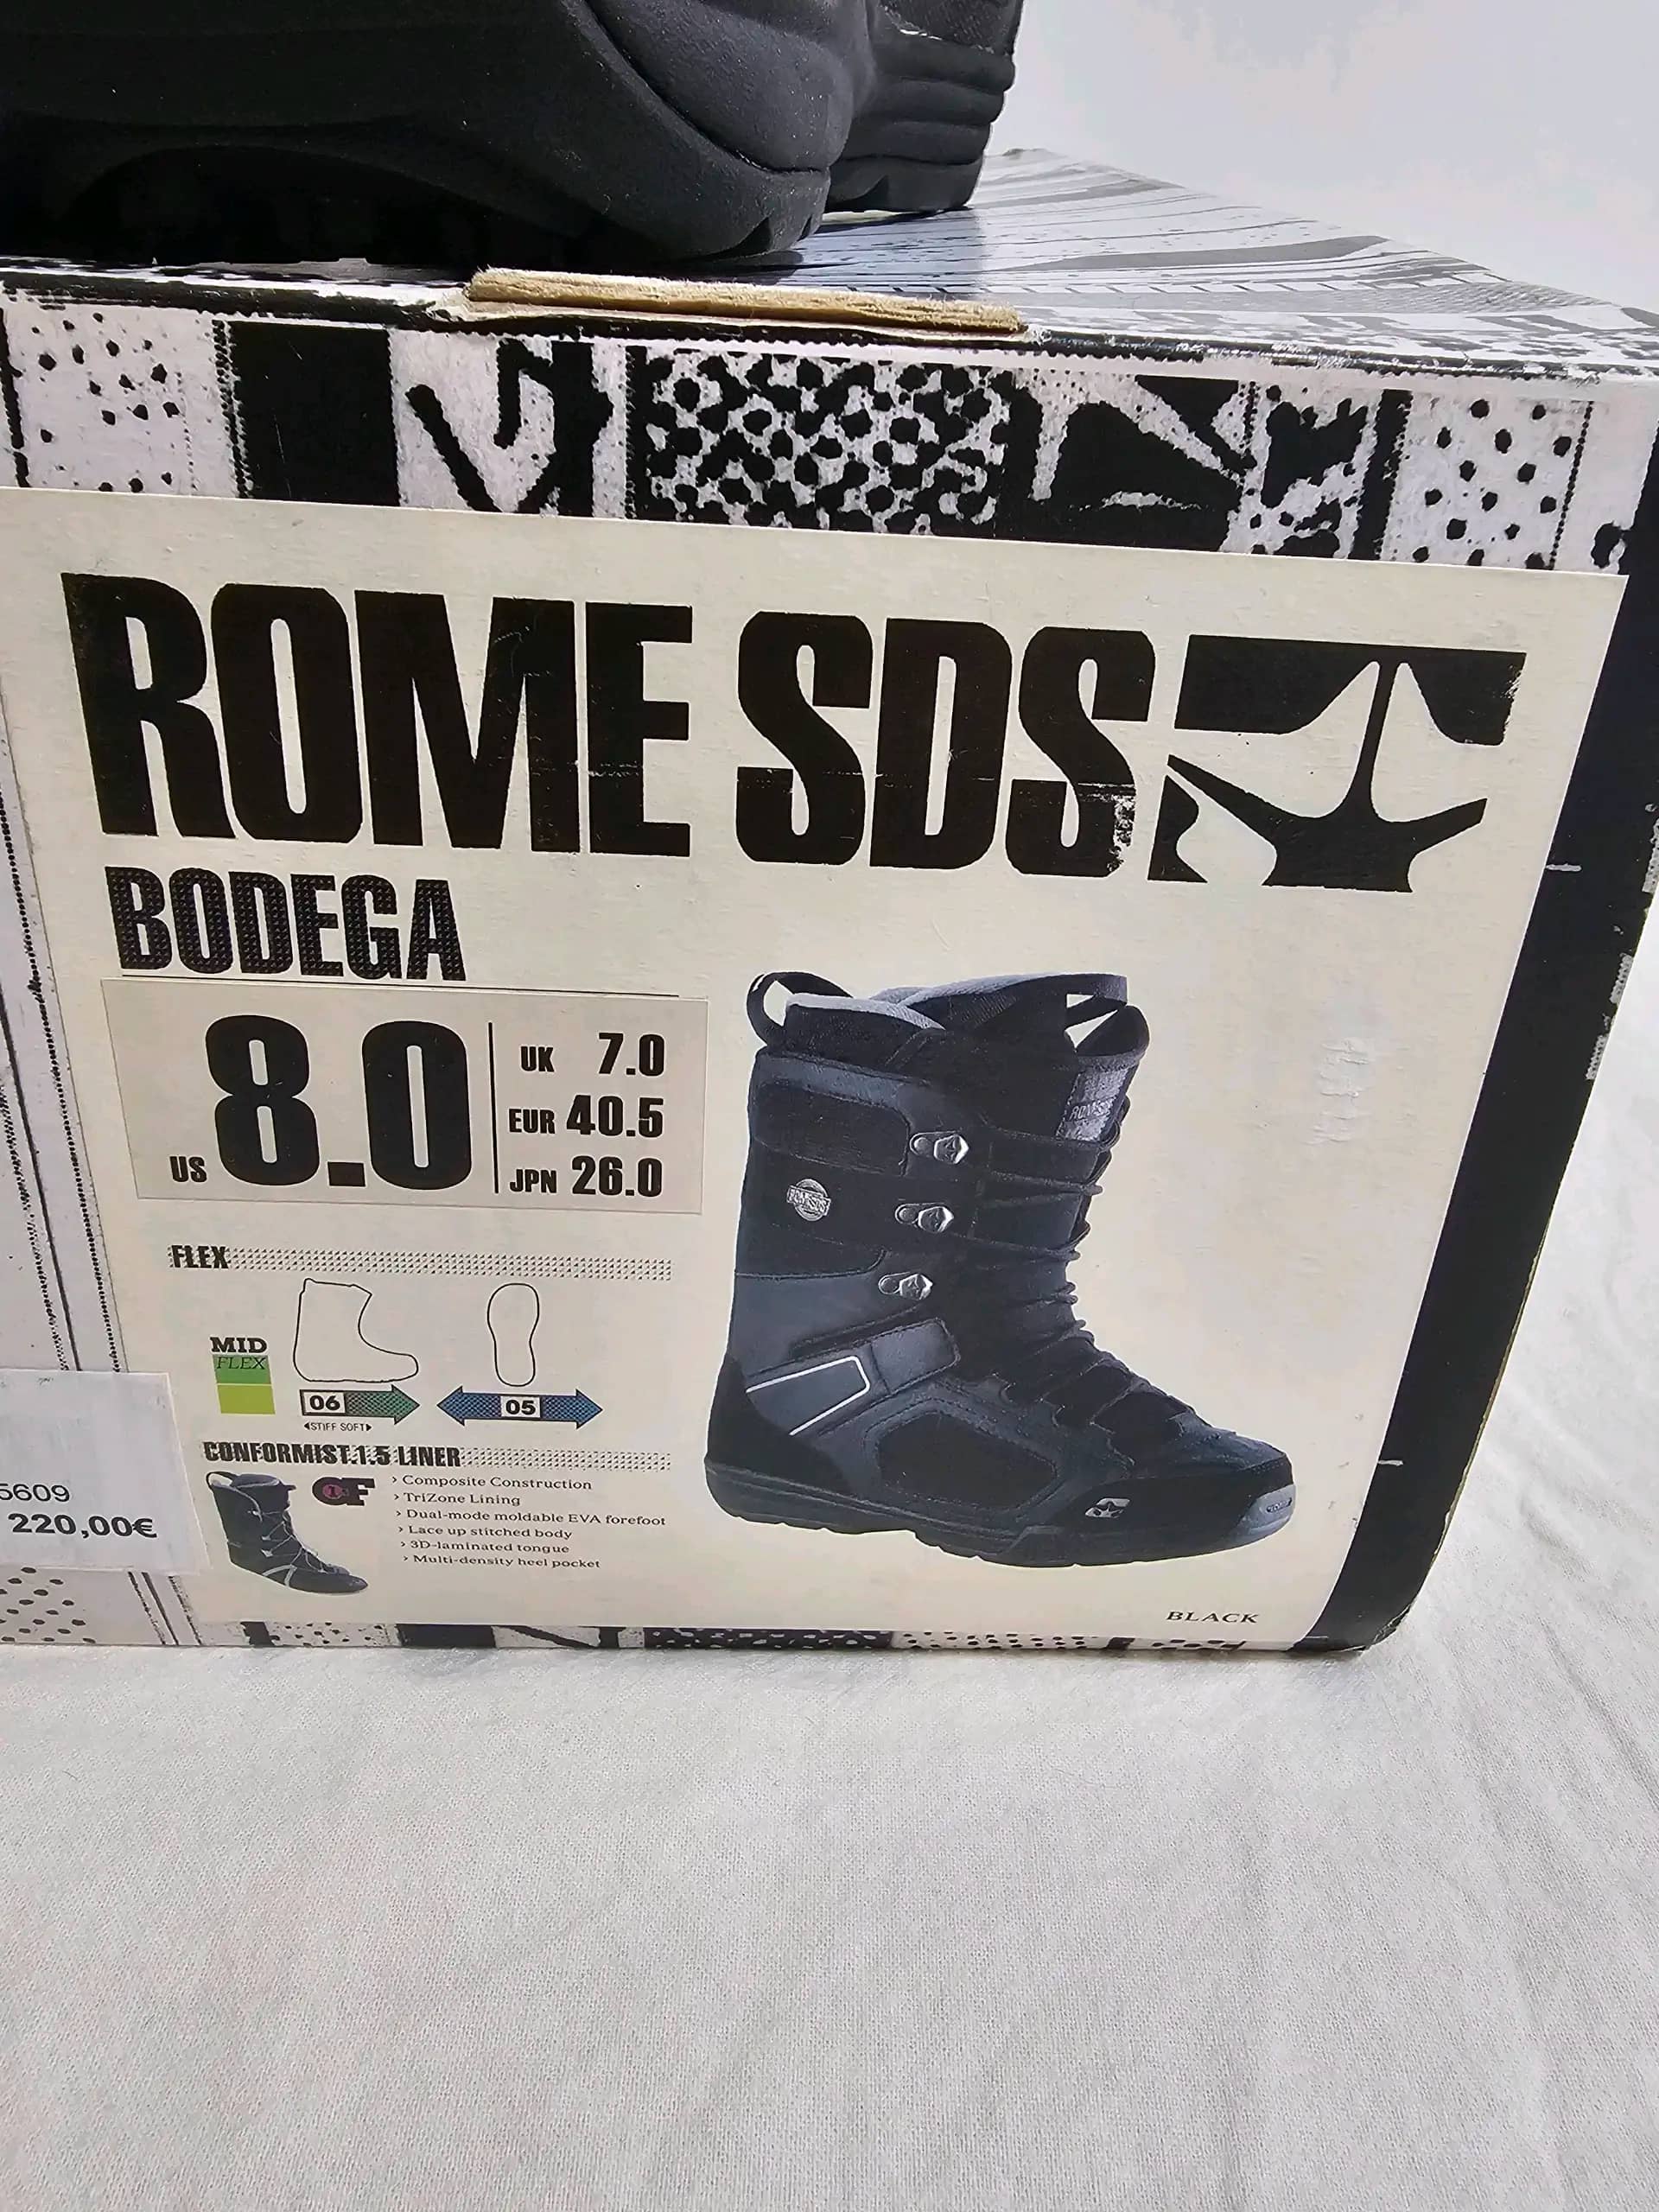 ROME SDS
BODEGA
US 8.0
UK 7.0
EUR 40.5
JPN 26.0
FLEX
MID
FLEX
06
05
STIFF SOFT
CONFORMIST.1.5 LINER
> Composite Construction
> TriZone Lining
> Dual-mode moldable EVA forefoot
> Lace up stitched body
> 3D-laminated tongue
> Multi-density heel pocket
5609
220,00€
ROME SDS
BLACK